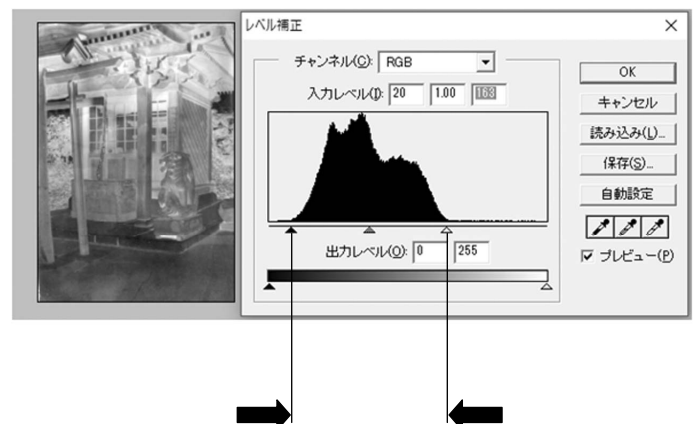 レベル補正
チャンネル(C): RGB
入力レベル(I): 20 1.00 163
出力レベル(O): 0 255
OK
キャンセル
読み込み(L)...
保存(S)...
自動設定
プレビュー(P)